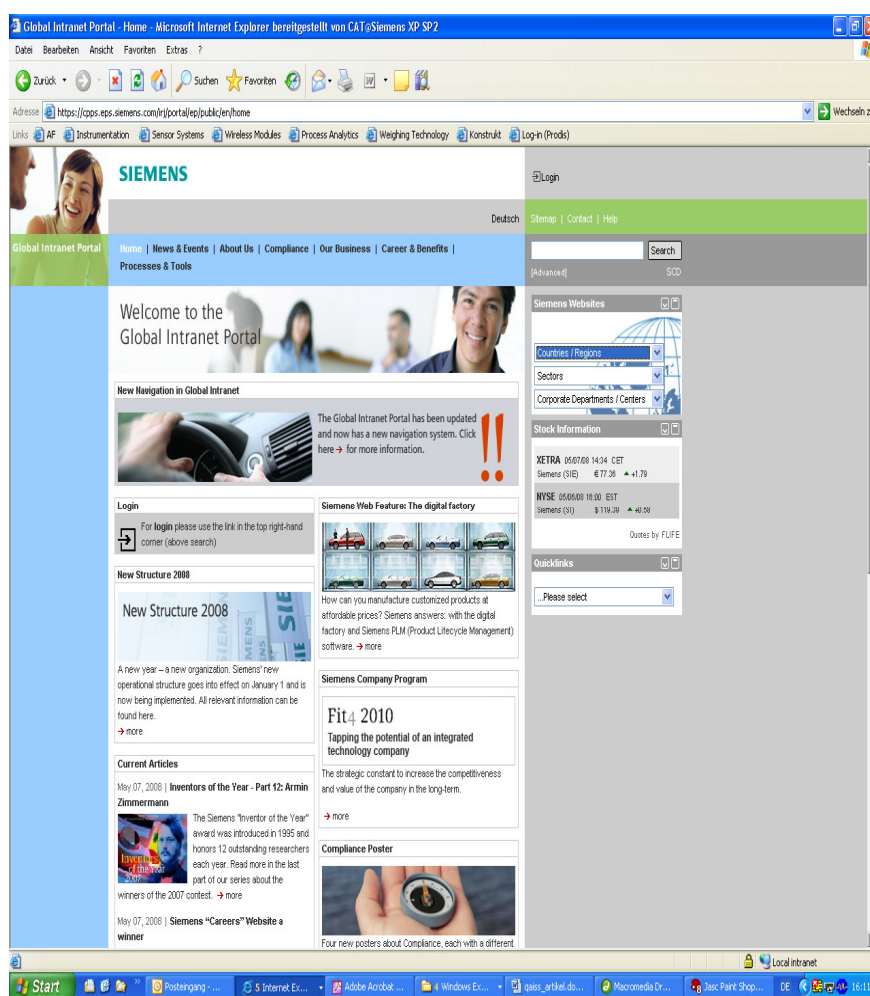 Global Intranet Portal - Home - Microsoft Internet Explorer bereitgestellt von CAT@Siemens XP SP2
Datei Bearbeiten Ansicht Favoriten Extras ?
Zurück Suchen Favoriten
Adresse https://cpps.eps.siemens.com/irj/portal/ep/public/en/home Wechseln z
Links AF Instrumentation Sensor Systems Wireless Modules Process Analytics Weighing Technology Konstrukt Log-in (Prodis)
SIEMENS
Login
Deutsch
Sitemap | Contact | Help
Global Intranet Portal
Home | News & Events | About Us | Compliance | Our Business | Career & Benefits |
Processes & Tools
Search
[Advanced] SCD
Welcome to the
Global Intranet Portal
New Navigation in Global Intranet
The Global Intranet Portal has been updated
and now has a new navigation system. Click
here → for more information.
!!
Login
For login please use the link in the top right-hand
corner (above search)
New Structure 2008
New Structure 2008
SIEMENS
SIE
A new year – a new organization. Siemens' new
operational structure goes into effect on January 1 and is
now being implemented. All relevant information can be
found here.
→ more
Current Articles
May 07, 2008 | Inventors of the Year - Part 12: Armin
Zimmermann
Inventors
of the Year
2007
The Siemens "Inventor of the Year"
award was introduced in 1995 and
honors 12 outstanding researchers
each year. Read more in the last
part of our series about the
winners of the 2007 contest. → more
May 07, 2008 | Siemens “Careers” Website a
winner
Siemens Web Feature: The digital factory
How can you manufacture customized products at
affordable prices? Siemens answers: with the digital
factory and Siemens PLM (Product Lifecycle Management)
software. → more
Siemens Company Program
Fit4 2010
Tapping the potential of an integrated
technology company
The strategic constant to increase the competitiveness
and value of the company in the long-term.
→ more
Compliance Poster
Four new posters about Compliance, each with a different
Siemens Websites
Countries / Regions
Sectors
Corporate Departments / Centers
Stock Information
XETRA 05/07/08 14:34 CET
Siemens (SIE) € 77.36 ▲ +1.79
NYSE 05/06/08 16:00 EST
Siemens (SI) $ 119.39 ▲ +0.58
Quotes by FLIFE
Quicklinks
...Please select
Lokales intranet
Start Posteingang - ... 5 Internet Ex... Adobe Acrobat ... 4 Windows Ex... qaiss_artikel.do... Macromedia Dr... Jasc Paint Shop... DE 16:11